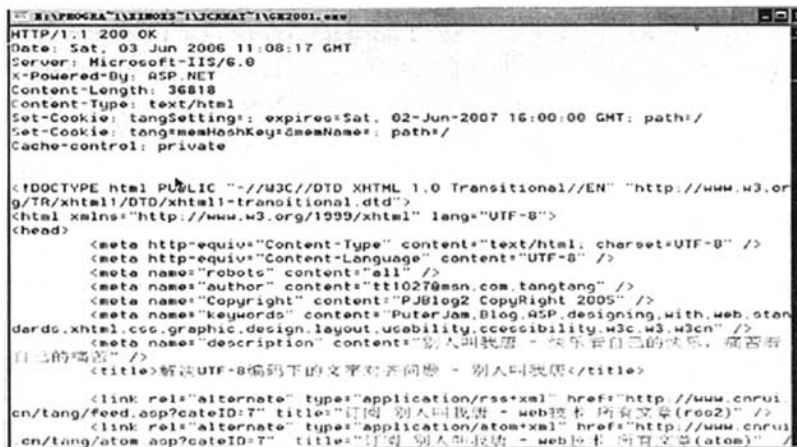 HTTP/1.1 200 OK
Date: Sat, 03 Jun 2006 11:08:17 GMT
Server: Microsoft-IIS/6.0
X-Powered-By: ASP.NET
Content-Length: 36818
Content-Type: text/html
Set-Cookie: tangSetting=; expires=Sat, 02-Jun-2007 16:00:00 GMT; path=/
Set-Cookie: tang=memHashKey=&memName=; path=/
Cache-control: private
<!DOCTYPE html PUBLIC "-//W3C//DTD XHTML 1.0 Transitional//EN" "http://www.w3.or
g/TR/xhtml1/DTD/xhtml1-transitional.dtd">
<html xmlns="http://www.w3.org/1999/xhtml" lang="UTF-8">
<head>
<meta http-equiv="Content-Type" content="text/html; charset=UTF-8" />
<meta http-equiv="Content-Language" content="UTF-8" />
<meta name="robots" content="all" />
<meta name="author" content="tt1027@msn.com,tangtang" />
<meta name="Copyright" content="PJBlog2 CopyRight 2005" />
<meta name="keywords" content="PuterJam,Blog,ASP,designing,with,web,stan
dards,xhtml,css,graphic,design,layout,usability,ccessibility,w3c,w3,w3cn" />
<meta name="description" content="别人叫我唐 - 快乐着自己的快乐，痛苦着
自己的痛苦" />
<title>解决UTF-8编码下的文字对齐问题 - 别人叫我唐</title>
<link rel="alternate" type="application/rss+xml" href="http://www.cnrui.
cn/tang/feed.asp?cateID=7" title="订阅 别人叫我唐 - web技术 所有文章(rss2)" />
<link rel="alternate" type="application/atom+xml" href="http://www.cnrui
.cn/tang/atom.asp?cateID=7" title="订阅 别人叫我唐 - web技术 所有文章(atom)" />